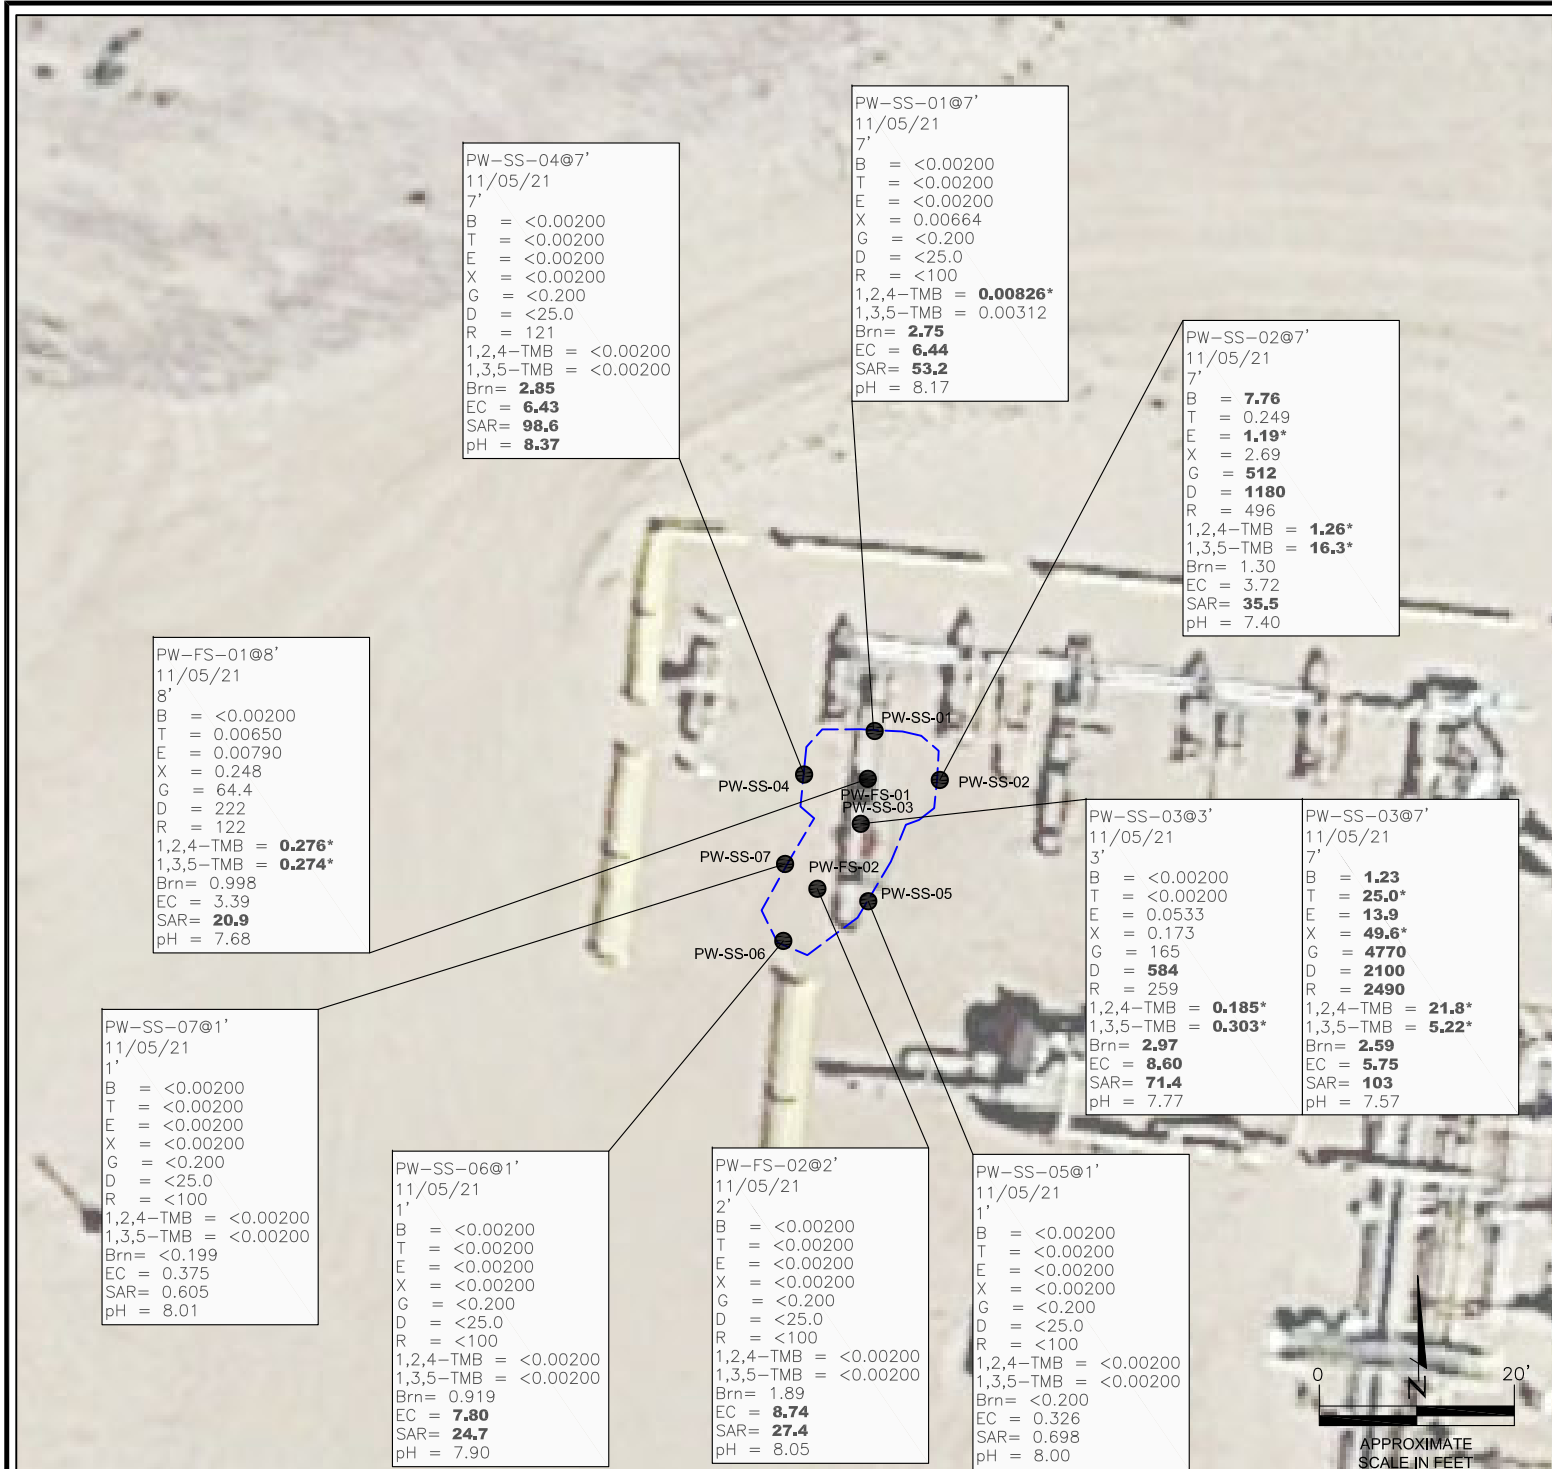 PW-SS-01@7'
11/05/21
7'
B = <0.00200
T = <0.00200
E = <0.00200
X = 0.00664
G = <0.200
D = <25.0
R = <100
1,2,4-TMB = 0.00826*
1,3,5-TMB = 0.00312
Brn= 2.75
EC = 6.44
SAR= 53.2
pH = 8.17
PW-SS-04@7'
11/05/21
7'
B = <0.00200
T = <0.00200
E = <0.00200
X = <0.00200
G = <0.200
D = <25.0
R = 121
1,2,4-TMB = <0.00200
1,3,5-TMB = <0.00200
Brn= 2.85
EC = 6.43
SAR= 98.6
pH = 8.37
PW-SS-02@7'
11/05/21
7'
B = 7.76
T = 0.249
E = 1.19*
X = 2.69
G = 512
D = 1180
R = 496
1,2,4-TMB = 1.26*
1,3,5-TMB = 16.3*
Brn= 1.30
EC = 3.72
SAR= 35.5
pH = 7.40
PW-FS-01@8'
11/05/21
8'
B = <0.00200
T = 0.00650
E = 0.00790
X = 0.248
G = 64.4
D = 222
R = 122
1,2,4-TMB = 0.276*
1,3,5-TMB = 0.274*
Brn= 0.998
EC = 3.39
SAR= 20.9
pH = 7.68
PW-SS-01
PW-SS-04
PW-SS-02
PW-FS-01
PW-SS-03
PW-SS-07
PW-FS-02
PW-SS-05
PW-SS-06
PW-SS-03@3'
11/05/21
3'
B = <0.00200
T = <0.00200
E = 0.0533
X = 0.173
G = 165
D = 584
R = 259
1,2,4-TMB = 0.185*
1,3,5-TMB = 0.303*
Brn= 2.97
EC = 8.60
SAR= 71.4
pH = 7.77
PW-SS-03@7'
11/05/21
7'
B = 1.23
T = 25.0*
E = 13.9
X = 49.6*
G = 4770
D = 2100
R = 2490
1,2,4-TMB = 21.8*
1,3,5-TMB = 5.22*
Brn= 2.59
EC = 5.75
SAR= 103
pH = 7.57
PW-SS-07@1'
11/05/21
1'
B = <0.00200
T = <0.00200
E = <0.00200
X = <0.00200
G = <0.200
D = <25.0
R = <100
1,2,4-TMB = <0.00200
1,3,5-TMB = <0.00200
Brn= <0.199
EC = 0.375
SAR= 0.605
pH = 8.01
PW-SS-06@1'
11/05/21
1'
B = <0.00200
T = <0.00200
E = <0.00200
X = <0.00200
G = <0.200
D = <25.0
R = <100
1,2,4-TMB = <0.00200
1,3,5-TMB = <0.00200
Brn= 0.919
EC = 7.80
SAR= 24.7
pH = 7.90
PW-FS-02@2'
11/05/21
2'
B = <0.00200
T = <0.00200
E = <0.00200
X = <0.00200
G = <0.200
D = <25.0
R = <100
1,2,4-TMB = <0.00200
1,3,5-TMB = <0.00200
Brn= 1.89
EC = 8.74
SAR= 27.4
pH = 8.05
PW-SS-05@1'
11/05/21
1'
B = <0.00200
T = <0.00200
E = <0.00200
X = <0.00200
G = <0.200
D = <25.0
R = <100
1,2,4-TMB = <0.00200
1,3,5-TMB = <0.00200
Brn= <0.200
EC = 0.326
SAR= 0.698
pH = 8.00
N
0 20'
APPROXIMATE
SCALE IN FEET